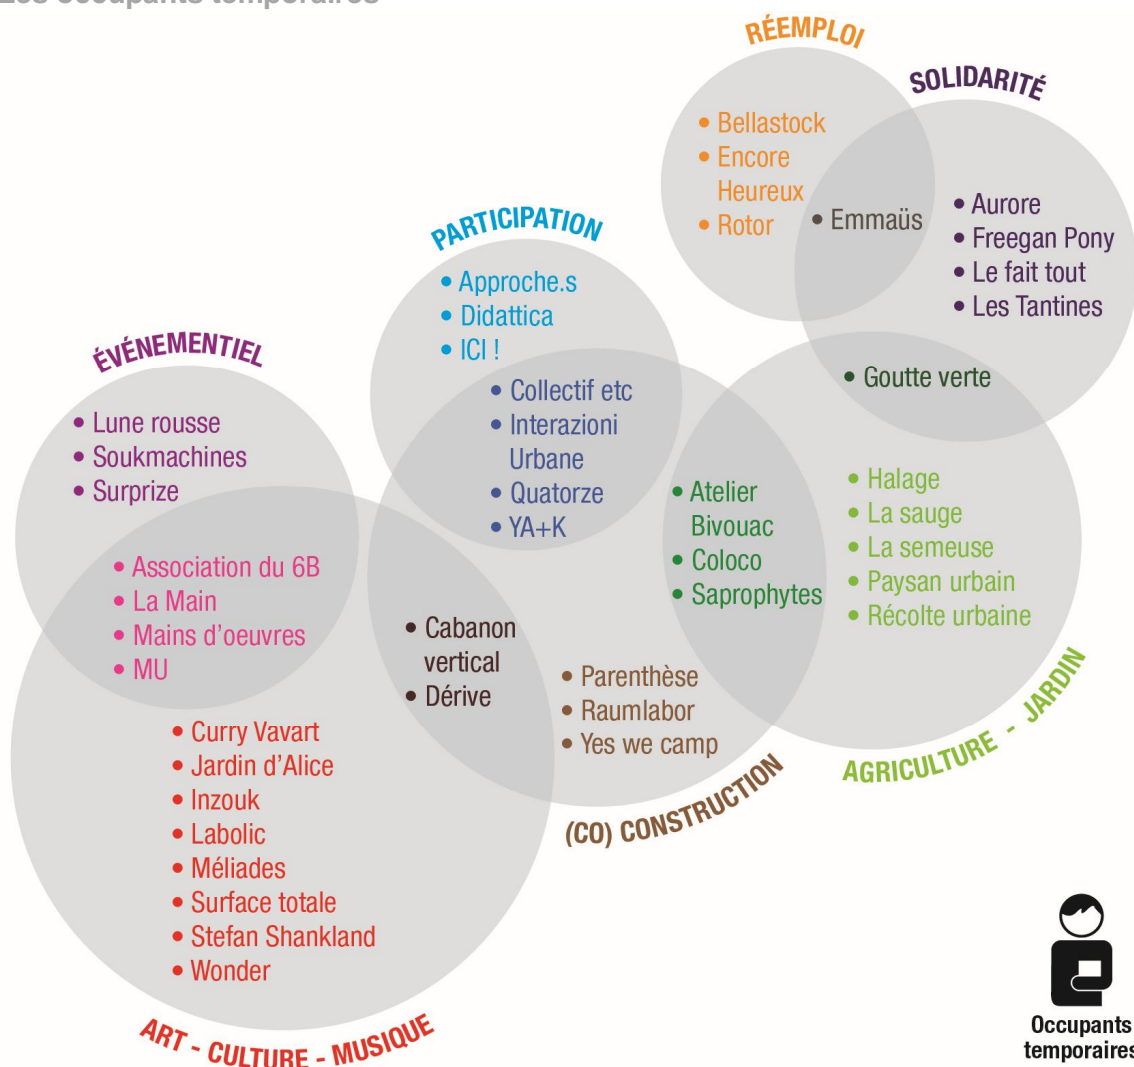 Les occupants temporaires
RÉEMPLOI
• Bellastock
• Encore
Heureux
• Rotor
• Emmaüs
SOLIDARITÉ
• Aurore
• Freegan Pony
• Le fait tout
• Les Tantines
PARTICIPATION
• Approche.s
• Didattica
• ICI !
• Collectif etc
• Interazioni
Urbane
• Quatorze
• YA+K
• Goutte verte
ÉVÉNEMENTIEL
• Lune rousse
• Soukmachines
• Surprize
• Association du 6B
• La Main
• Mains d'oeuvres
• MU
• Atelier
Bivouac
• Coloco
• Saprophytes
• Halage
• La sauge
• La semeuse
• Paysan urbain
• Récolte urbaine
AGRICULTURE - JARDIN
• Cabanon
vertical
• Dérive
• Parenthèse
• Raumlabor
• Yes we camp
(CO) CONSTRUCTION
• Curry Vavart
• Jardin d'Alice
• Inzouk
• Labolic
• Méliades
• Surface totale
• Stefan Shankland
• Wonder
ART - CULTURE - MUSIQUE
Occupants
temporaires